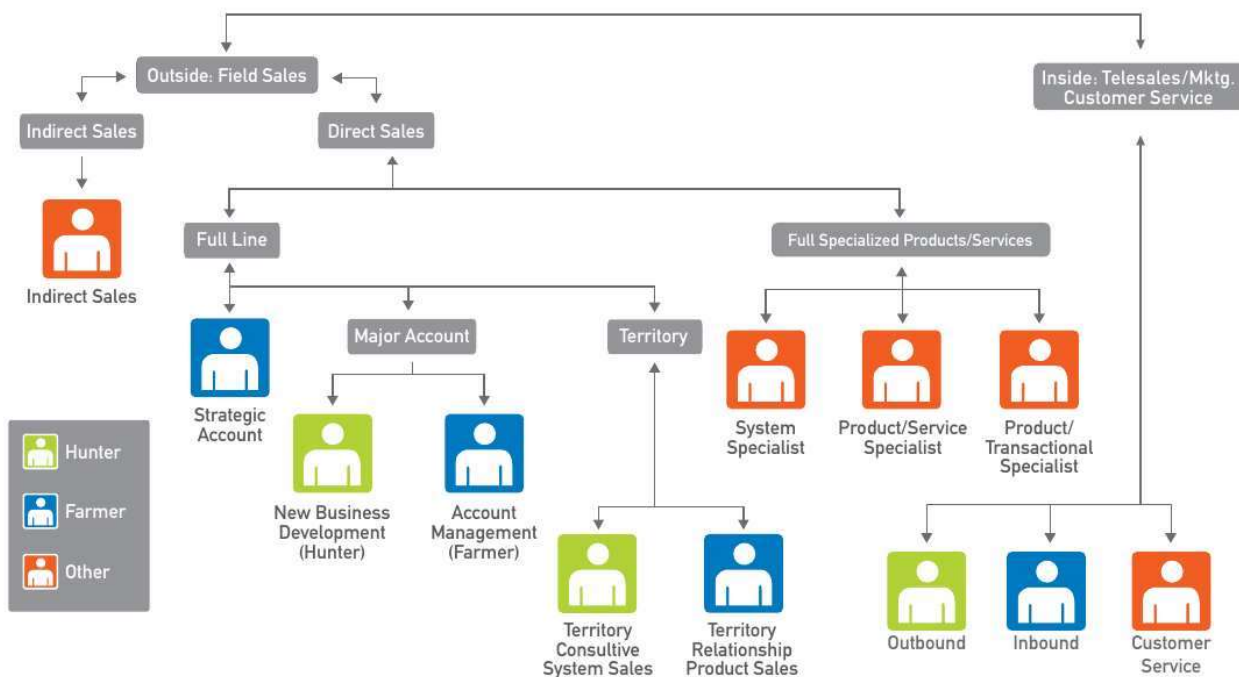 Outside: Field Sales
Inside: Telesales/Mktg.
Customer Service
Indirect Sales
Direct Sales
Indirect Sales
Full Line
Full Specialized Products/Services
Strategic
Account
Major Account
Territory
System
Specialist
Product/Service
Specialist
Product/
Transactional
Specialist
New Business
Development
(Hunter)
Account
Management
(Farmer)
Territory
Consultive
System Sales
Territory
Relationship
Product Sales
Outbound
Inbound
Customer
Service
Hunter
Farmer
Other